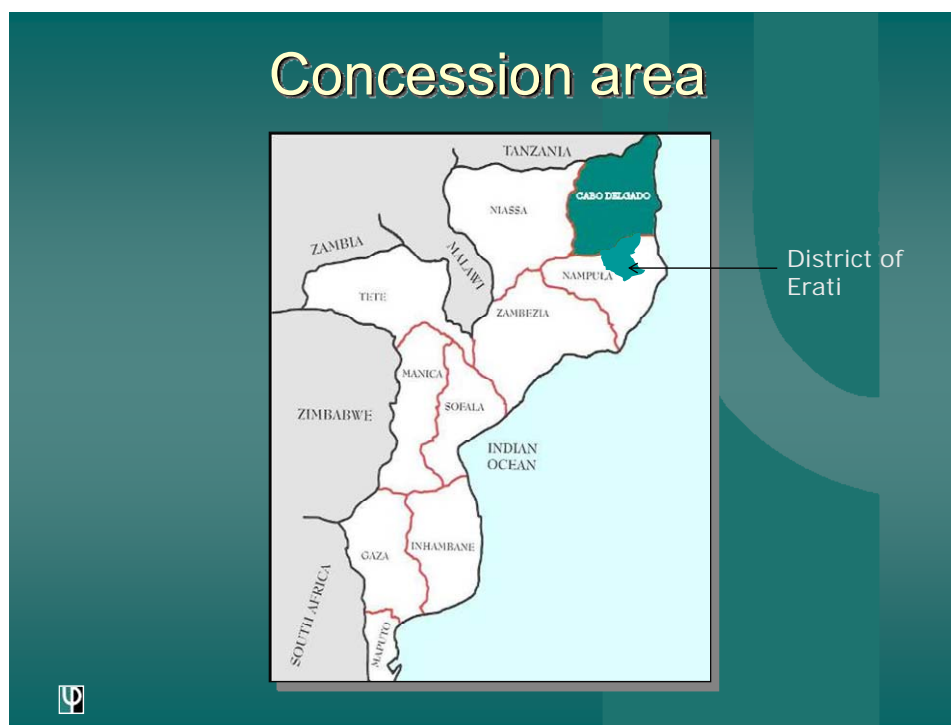 Concession area
TANZANIA
CABO DELGADO
NIASSA
ZAMBIA
MALAWI
District of
Erati
NAMPULA
TETE
ZAMBEZIA
MANICA
SOFALA
ZIMBABWE
INDIAN
OCEAN
GAZA
INHAMBANE
SOUTH AFRICA
MAPUTO